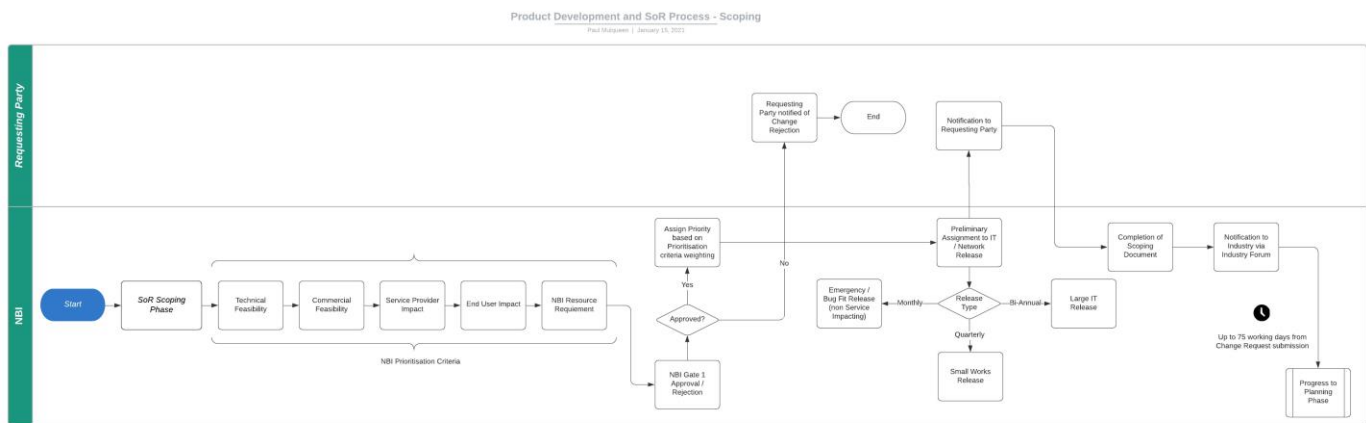 Product Development and SoR Process - Scoping
Paul Mulqueen | January 15, 2021
Requesting Party
Requesting
Party notified of
Change
Rejection
End
Notification to
Requesting Party
NBI
Start
SoR Scoping
Phase
Technical
Feasibility
Commercial
Feasibility
Service Provider
Impact
End User Impact
NBI Resource
Requiement
NBI Prioritisation Criteria
NBI Gate 1
Approval /
Rejection
Approved?
Yes
No
Assign Priority
based on
Prioritisation
criteria weighting
Preliminary
Assignment to IT
/ Network
Release
Release
Type
Monthly
Emergency /
Bug Fit Release
(non Service
Impacting)
Quarterly
Small Works
Release
Bi-Annual
Large IT
Release
Completion of
Scoping
Document
Notification to
Industry via
Industry Forum
Up to 75 working days from
Change Request submission
Progress to
Planning
Phase